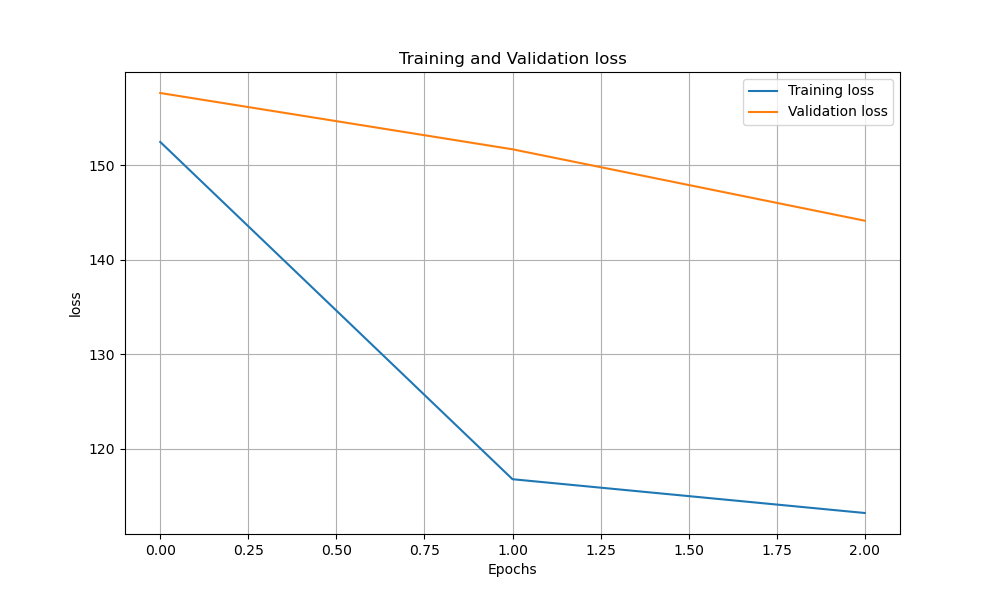 Training and Validation loss
Training loss
Validation loss
150
140
130
120
loss
0.00 0.25 0.50 0.75 1.00 1.25 1.50 1.75 2.00
Epochs